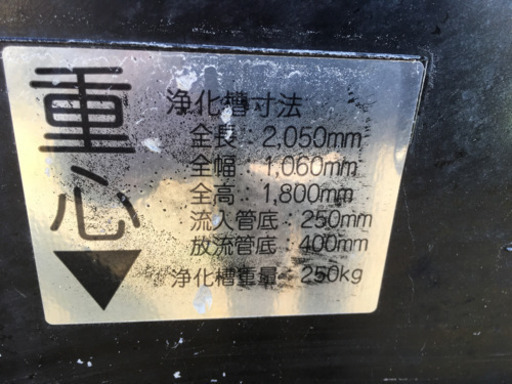 重心
▼
浄化槽寸法
全長:2,050mm
全幅:1,060mm
全高:1,800mm
流入管底:250mm
放流管底:400mm
浄化槽重量:250kg